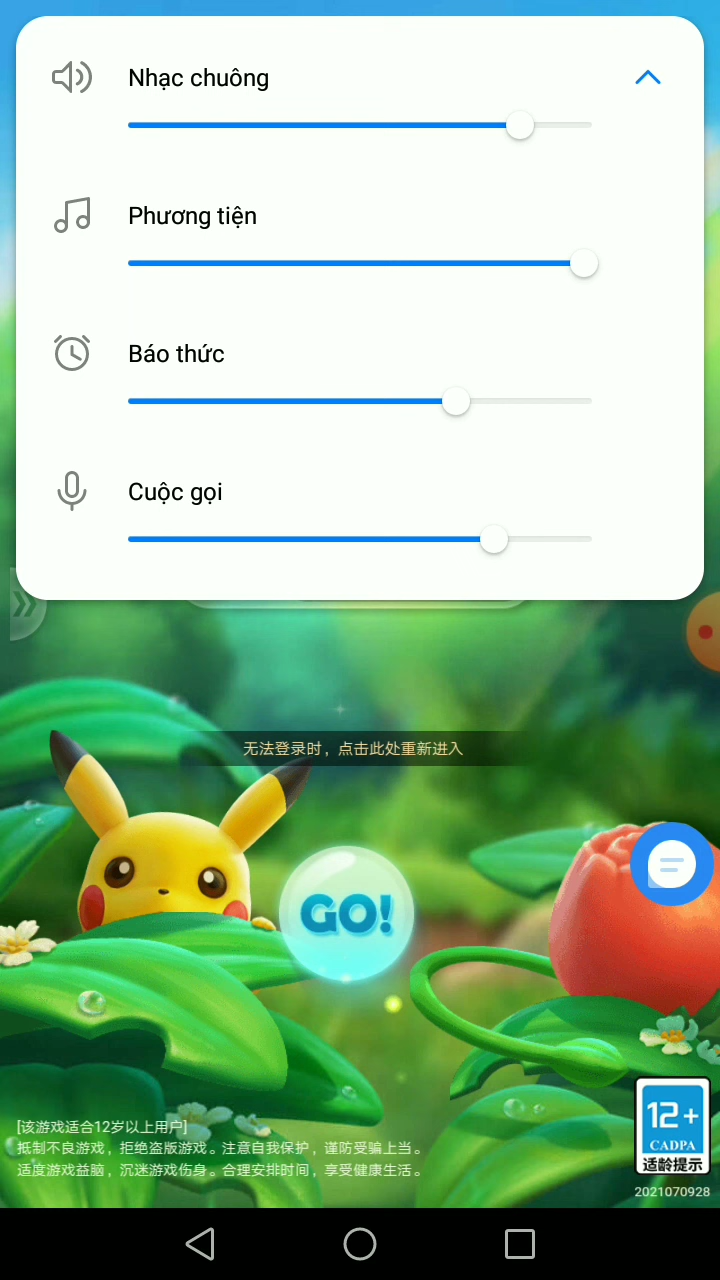 Nhạc chuông
Phương tiện
Báo thức
Cuộc gọi
无法登录时，点击此处重新进入
GO!
12+
CADPA
适龄提示
2021070928
[该游戏适合12岁以上用户]
抵制不良游戏，拒绝盗版游戏。注意自我保护，谨防受骗上当。
适度游戏益脑，沉迷游戏伤身。合理安排时间，享受健康生活。